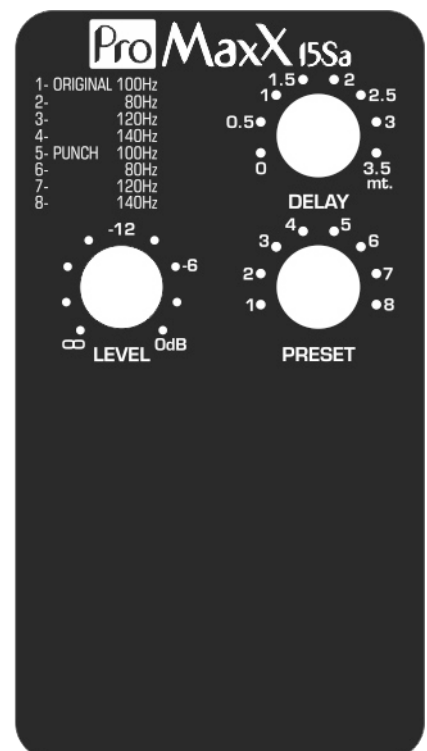 Pro MaxX 15Sa
1- ORIGINAL 100Hz
2- 80Hz
3- 120Hz
4- 140Hz
5- PUNCH 100Hz
6- 80Hz
7- 120Hz
8- 140Hz
0 0.5 1 1.5 2 2.5 3 3.5
mt.
DELAY
∞ -12 -6 0dB
LEVEL
1 2 3 4 5 6 7 8
PRESET